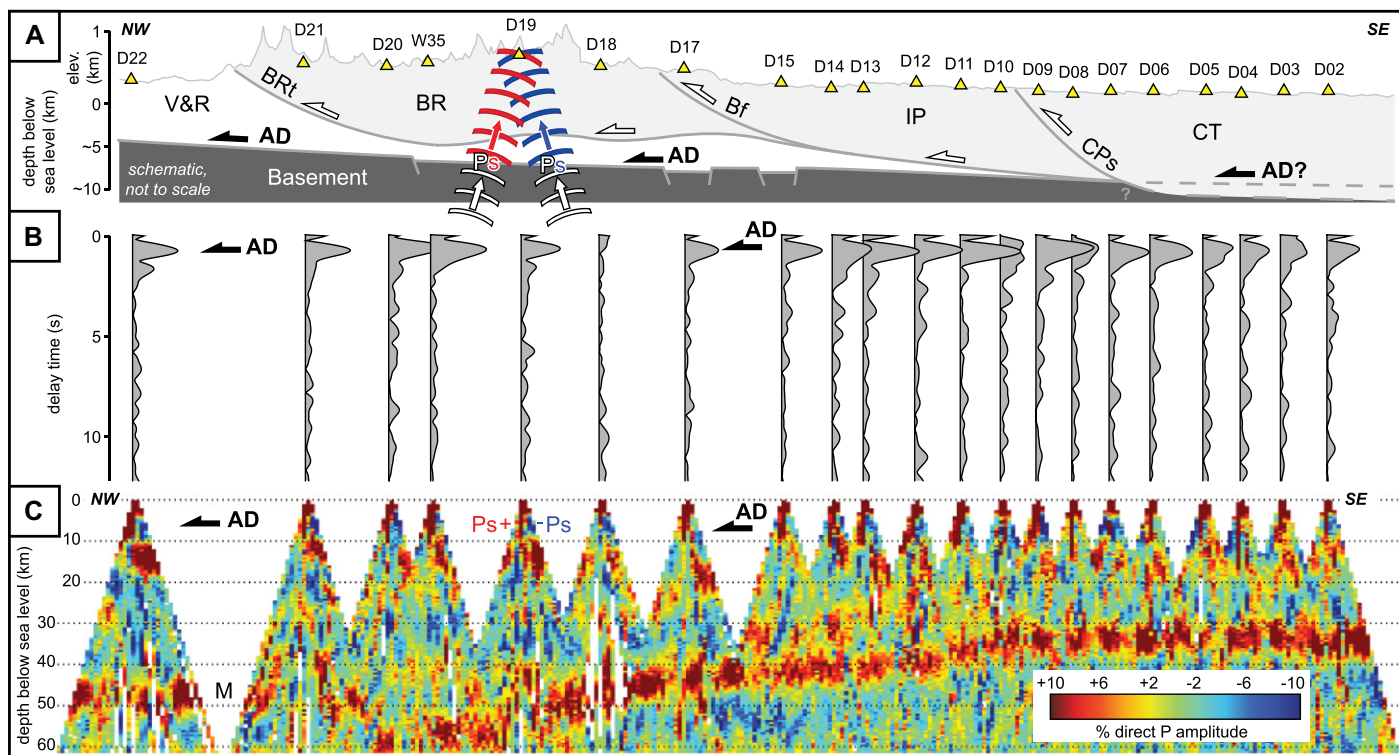 A
NW
SE
1
0
~5
~10
elev.
(km)
depth below
sea level (km)
D22
D21
D20
W35
D19
D18
D17
D15
D14
D13
D12
D11
D10
D09
D08
D07
D06
D05
D04
D03
D02
V&R
BRt
BR
Bf
IP
CPs
CT
AD
AD
AD?
Ps
Ps
schematic,
not to scale
Basement
?
B
0
5
10
delay time (s)
AD
AD
C
NW
SE
0
10
20
30
40
50
60
depth below sea level (km)
AD
Ps+
-Ps
AD
M
+10
+6
+2
-2
-6
-10
% direct P amplitude